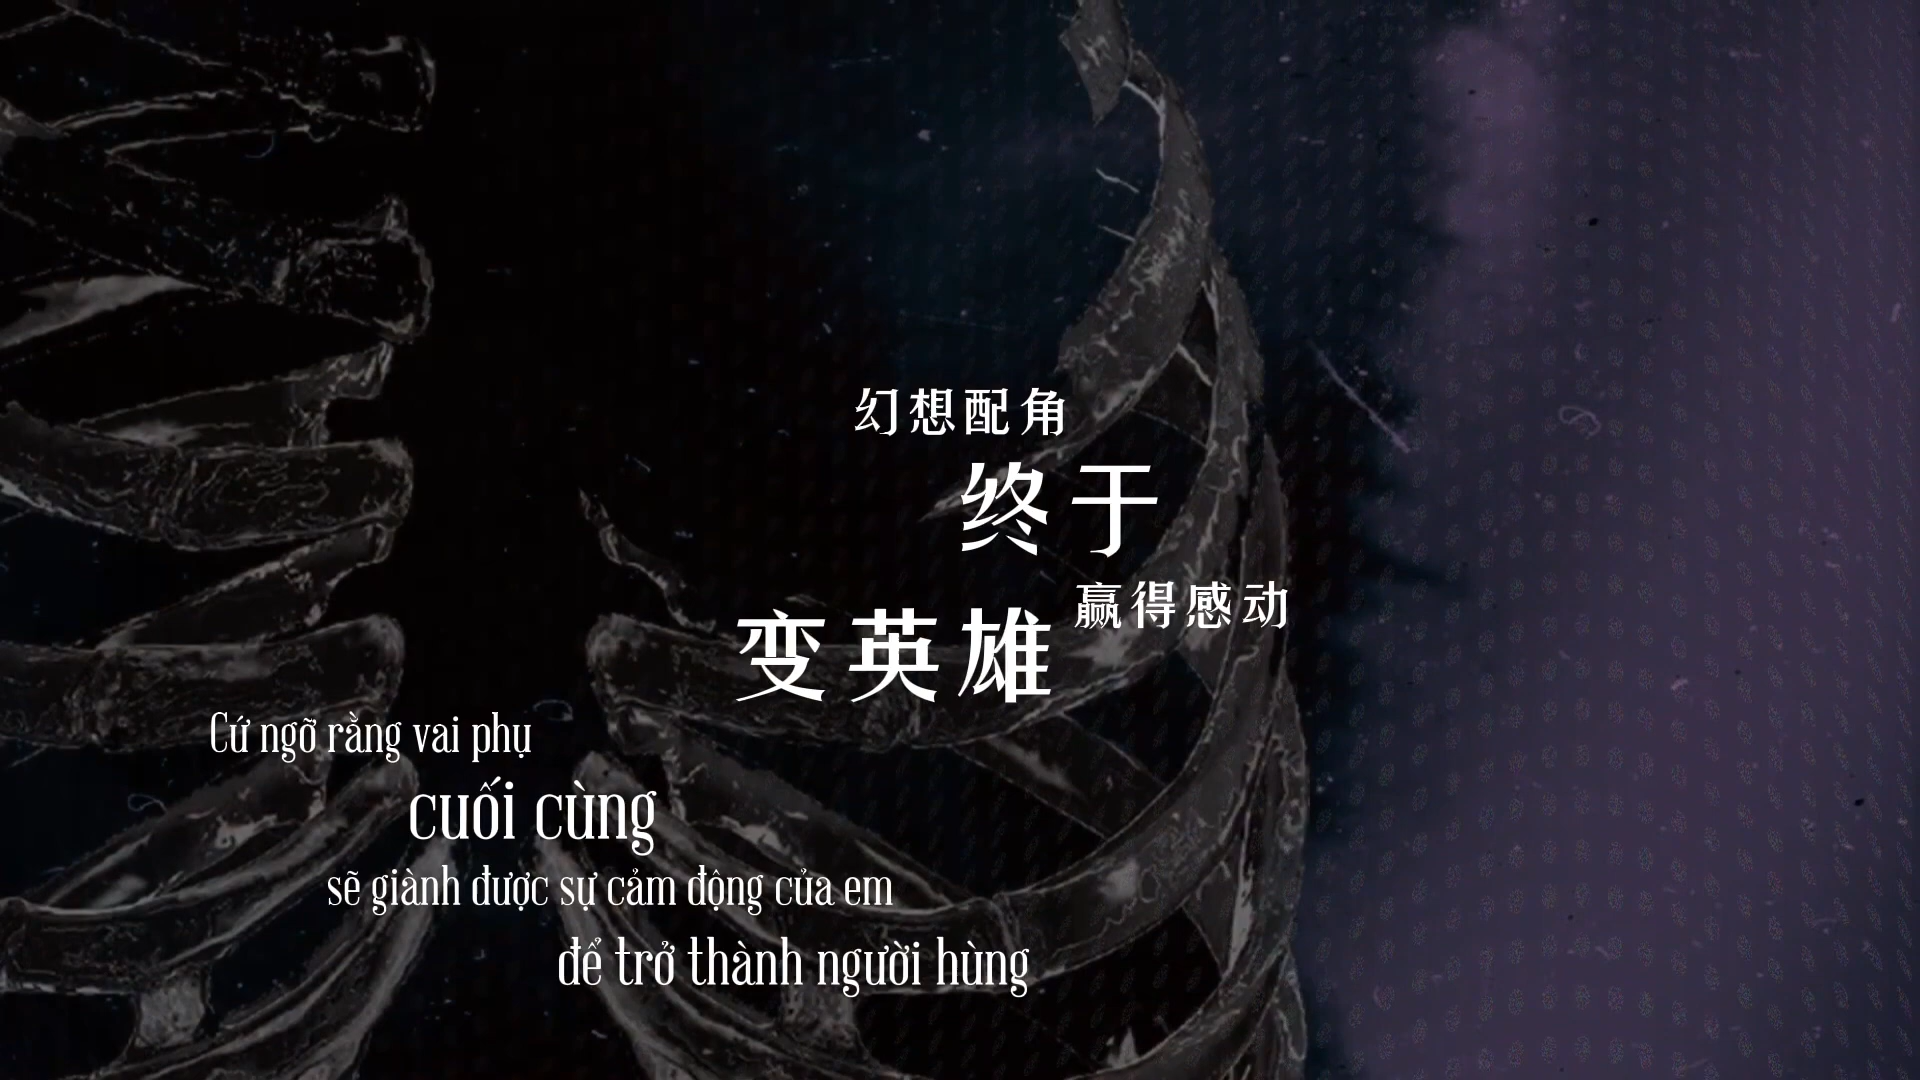 幻想配角
终于
赢得感动
变英雄
Cứ ngỡ rằng vai phụ
cuối cùng
sẽ giành được sự cảm động của em
để trở thành người hùng